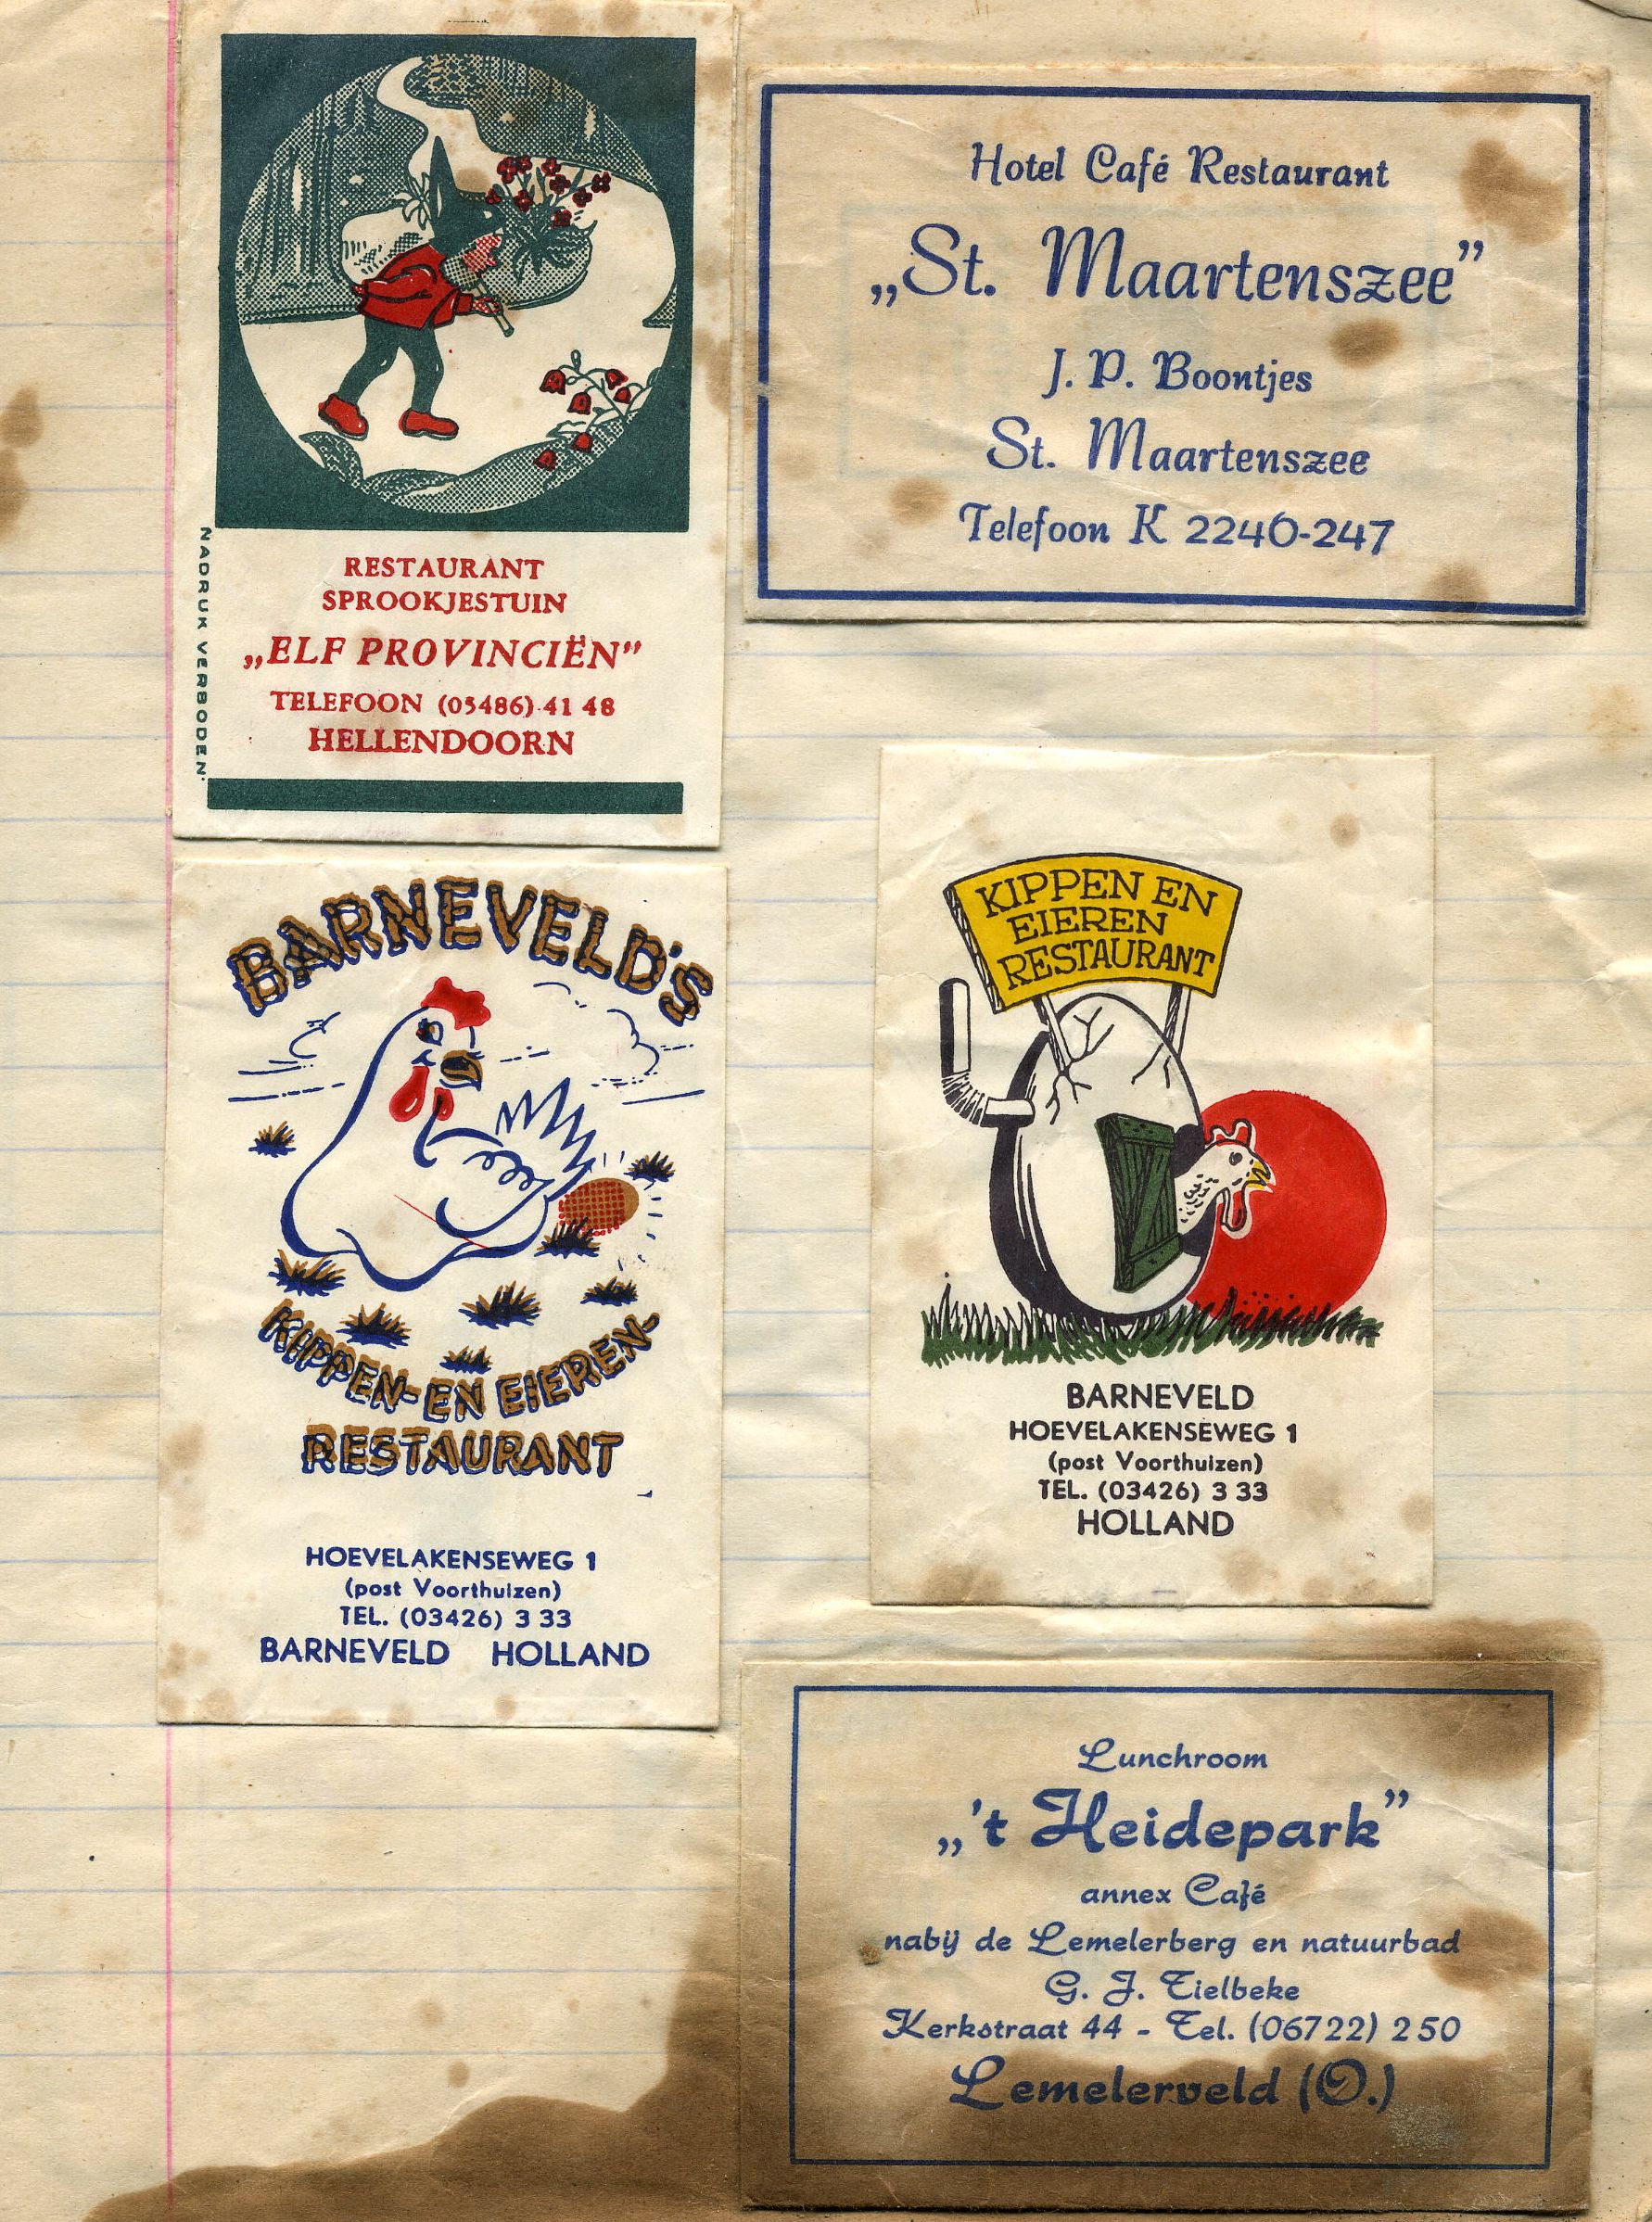 NADRUK VERBODEN.
RESTAURANT
SPROOKJESTUIN
„ELF PROVINCIËN”
TELEFOON (05486) 41 48
HELLENDOORN
Hotel Café Restaurant
„St. Maartenszee”
J. P. Boontjes
St. Maartenszee
Telefoon K 2240-247
BARNEVELD'S
KIPPEN- EN EIEREN-
RESTAURANT
HOEVELAKENSEWEG 1
(post Voorthuizen)
TEL. (03426) 3 33
BARNEVELD HOLLAND
KIPPEN EN
EIEREN
RESTAURANT
BARNEVELD
HOEVELAKENSEWEG 1
(post Voorthuizen)
TEL. (03426) 3 33
HOLLAND
Lunchroom
„'t Heidepark”
annex Café
nabij de Lemelerberg en natuurbad
G. J. Tielbeke
Kerkstraat 44 - Tel. (06722) 250
Lemelerveld (O.)